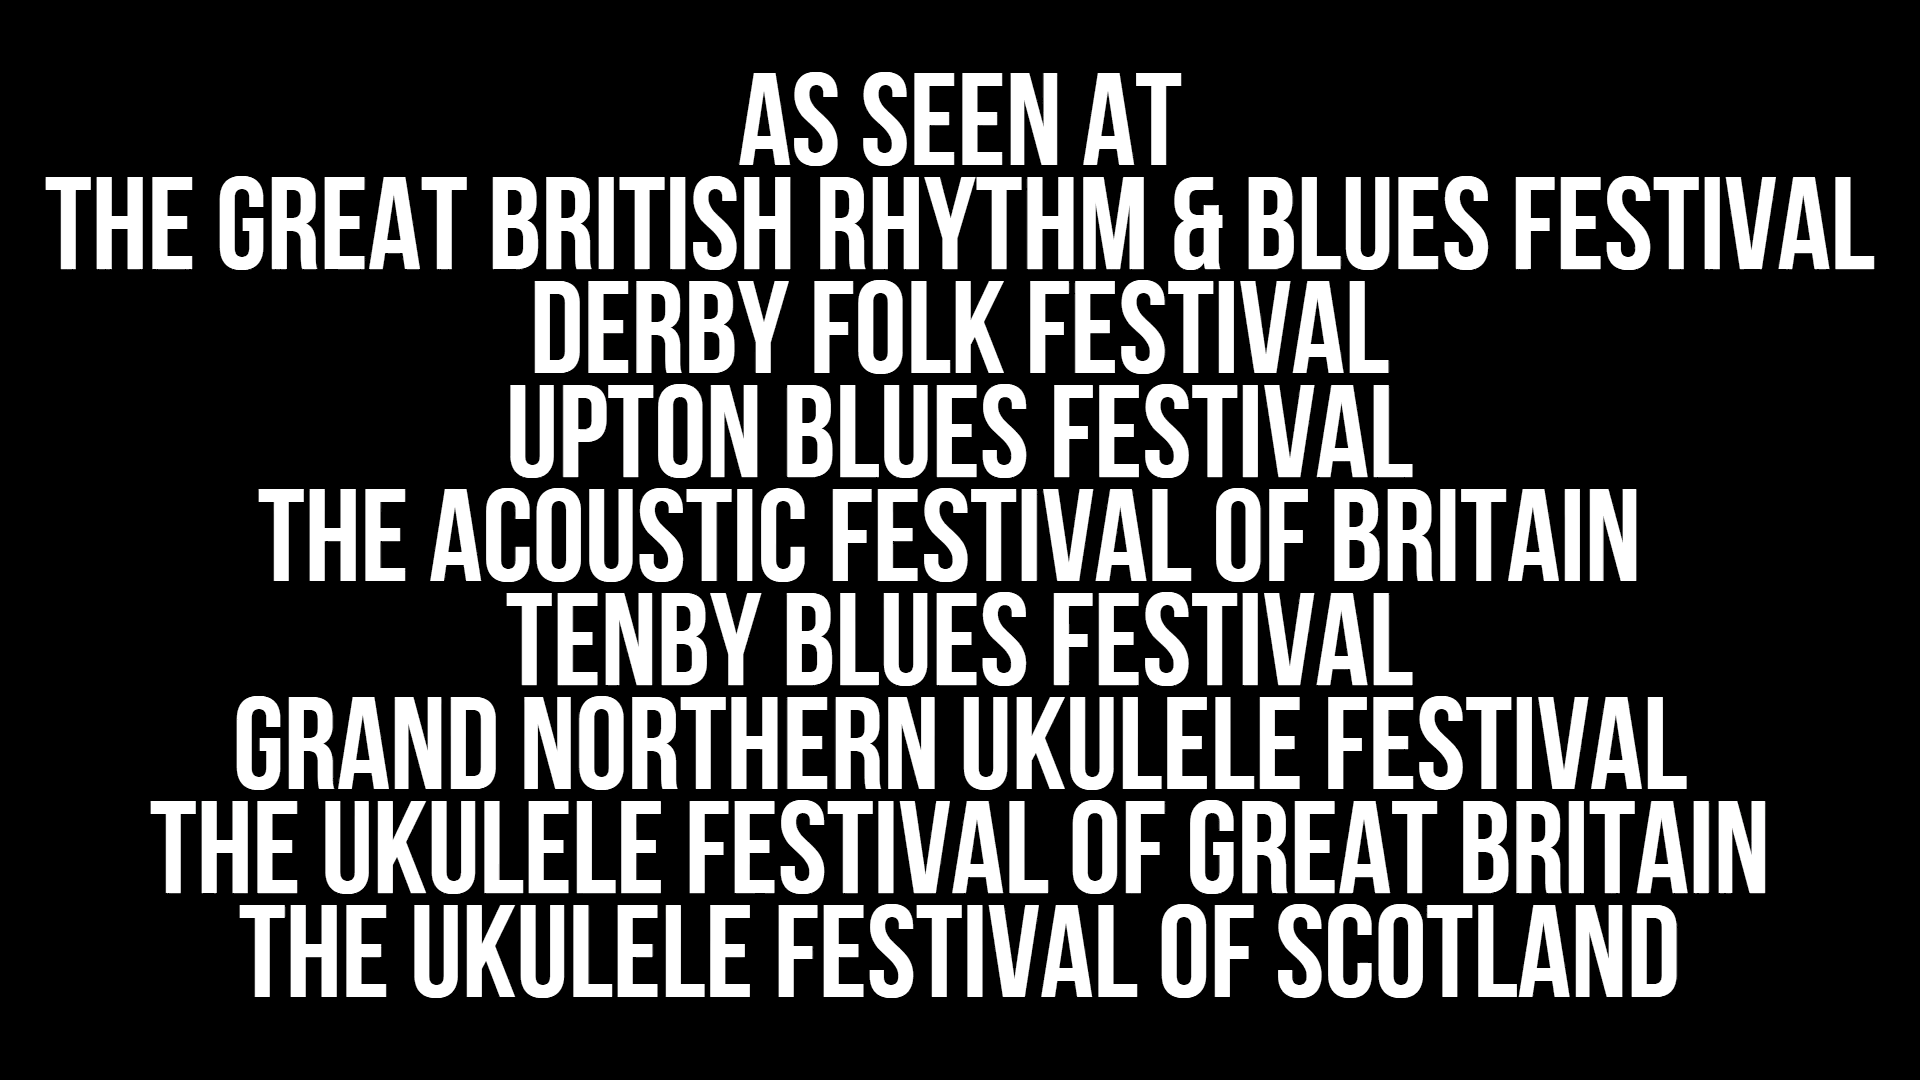 AS SEEN AT
THE GREAT BRITISH RHYTHM & BLUES FESTIVAL
DERBY FOLK FESTIVAL
UPTON BLUES FESTIVAL
THE ACOUSTIC FESTIVAL OF BRITAIN
TENBY BLUES FESTIVAL
GRAND NORTHERN UKULELE FESTIVAL
THE UKULELE FESTIVAL OF GREAT BRITAIN
THE UKULELE FESTIVAL OF SCOTLAND